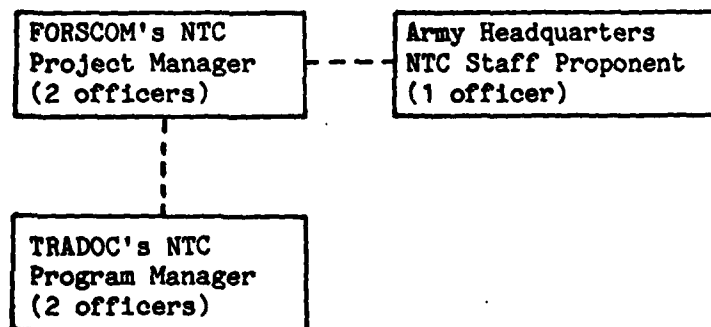 FORSCOM's NTC
Project Manager
(2 officers)
Army Headquarters
NTC Staff Proponent
(1 officer)
TRADOC's NTC
Program Manager
(2 officers)